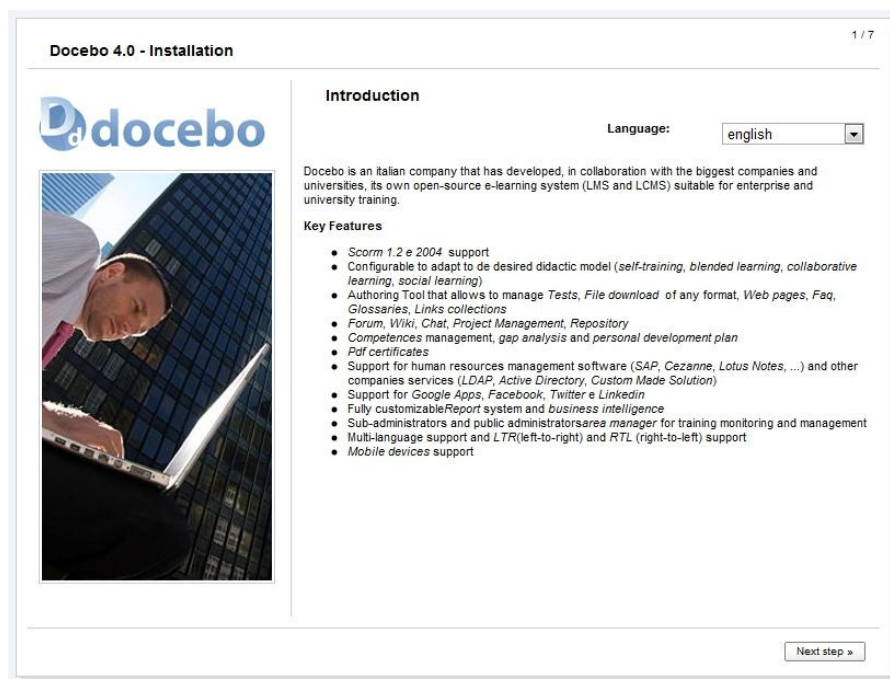 1 / 7
Docebo 4.0 - Installation
Dd docebo
Introduction
Language:
english
Docebo is an italian company that has developed, in collaboration with the biggest companies and
universities, its own open-source e-learning system (LMS and LCMS) suitable for enterprise and
university training.
Key Features
Scorm 1.2 e 2004 support
Configurable to adapt to de desired didactic model (self-training, blended learning, collaborative
learning, social learning)
Authoring Tool that allows to manage Tests, File download of any format, Web pages, Faq,
Glossaries, Links collections
Forum, Wiki, Chat, Project Management, Repository
Competences management, gap analysis and personal development plan
Pdf certificates
Support for human resources management software (SAP, Cezanne, Lotus Notes, ...) and other
companies services (LDAP, Active Directory, Custom Made Solution)
Support for Google Apps, Facebook, Twitter e Linkedin
Fully customizableReport system and business intelligence
Sub-administrators and public administratorsarea manager for training monitoring and management
Multi-language support and LTR(left-to-right) and RTL (right-to-left) support
Mobile devices support
Next step »